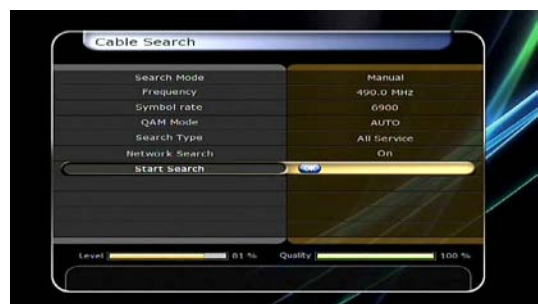 Cable Search
Search Mode Manual
Frequency 490.0 MHz
Symbol rate 6900
QAM Mode AUTO
Search Type All Service
Network Search On
Start Search OK
Level 81 % Quality 100 %